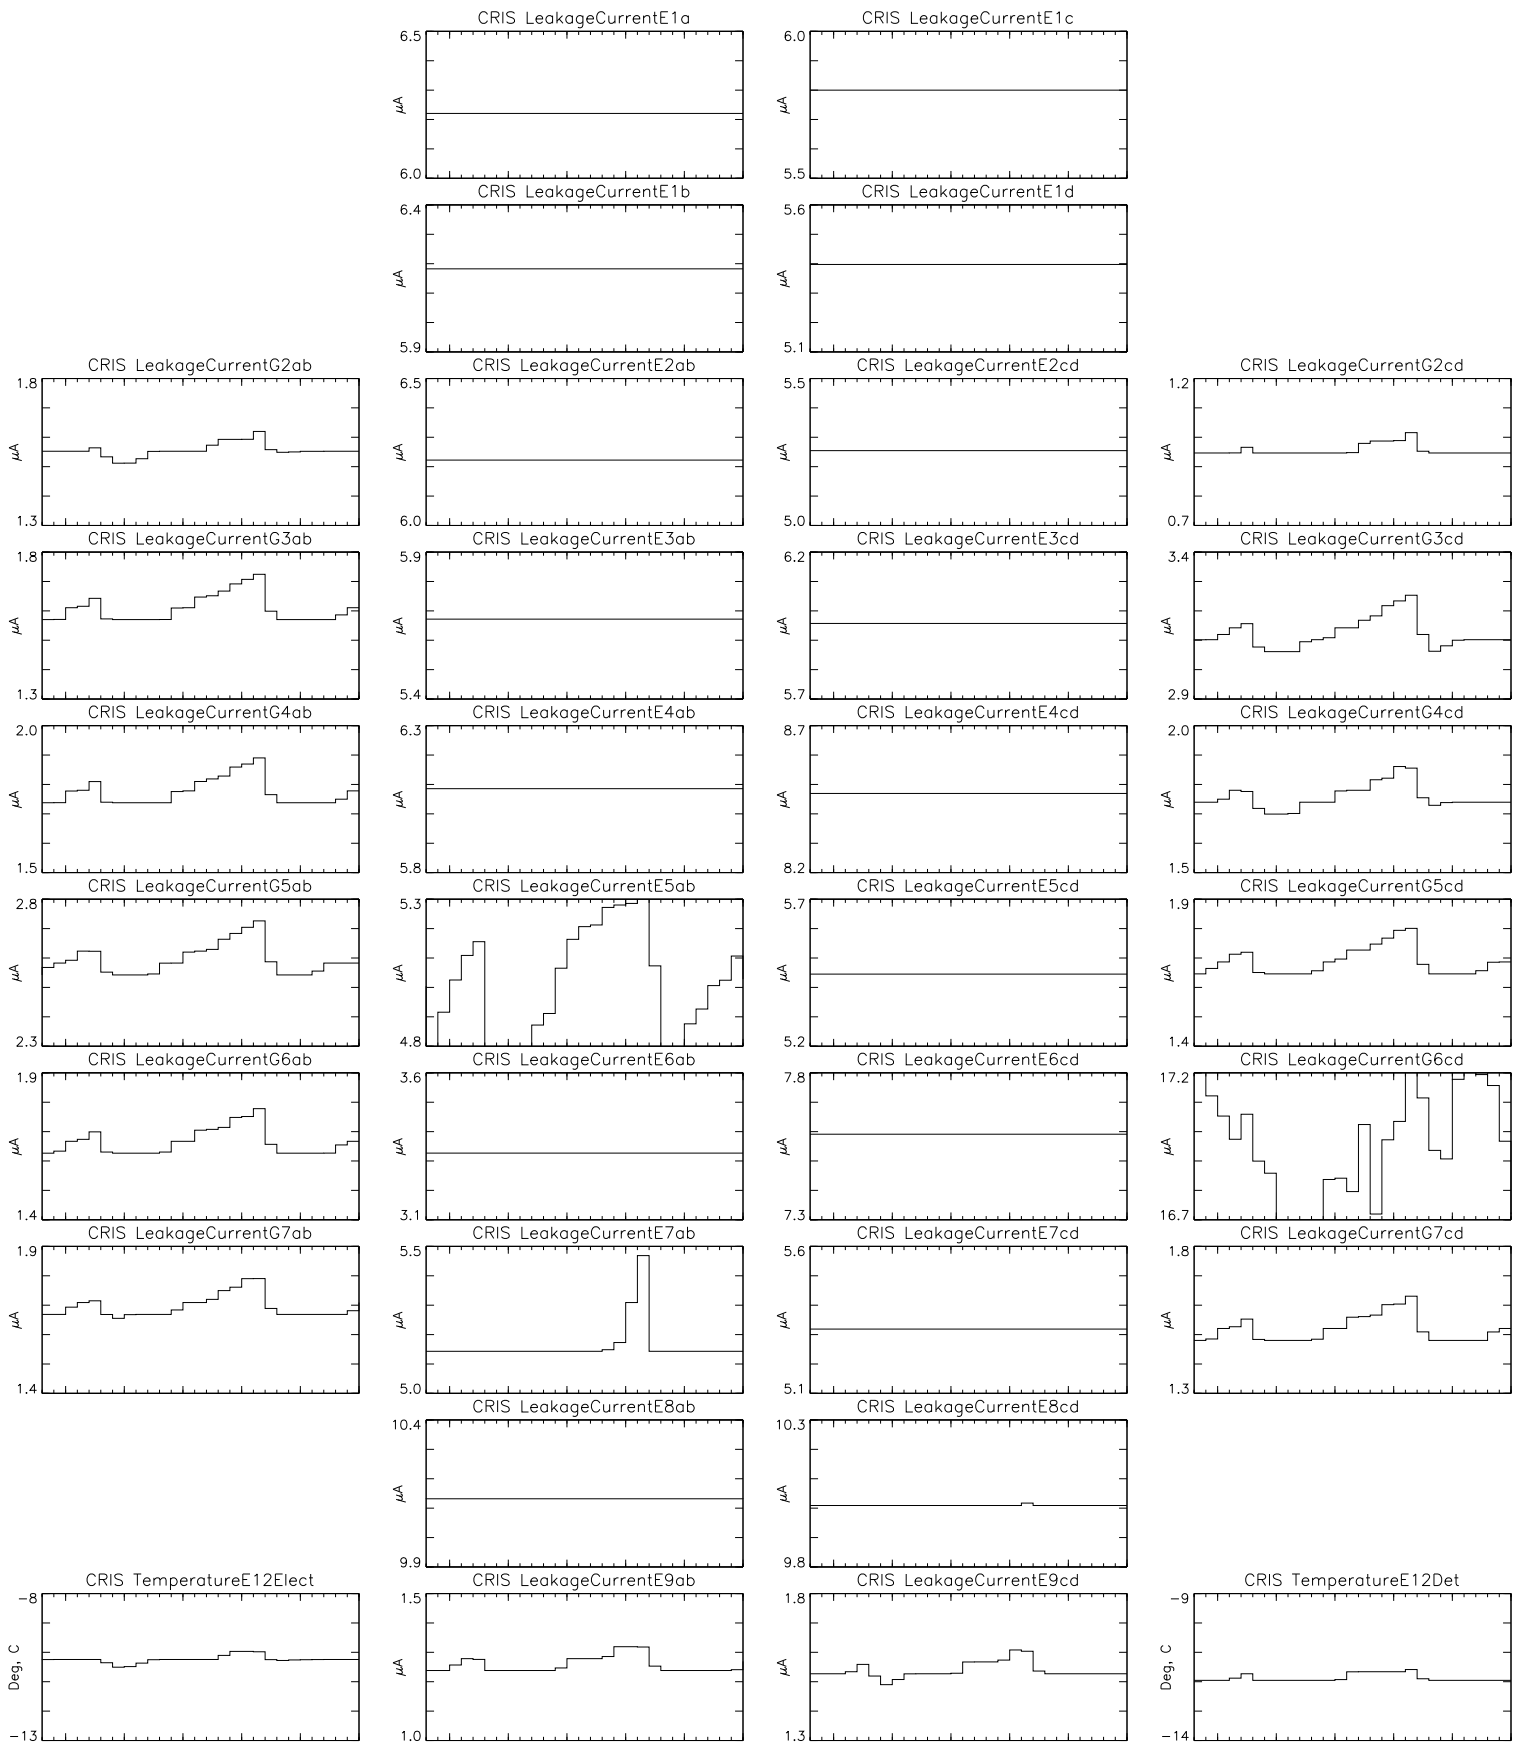 CRIS LeakageCurrentE1a
6.5
μA
6.0
CRIS LeakageCurrentE1c
6.0
μA
5.5
CRIS LeakageCurrentE1b
6.4
μA
5.9
CRIS LeakageCurrentE1d
5.6
μA
5.1
CRIS LeakageCurrentG2ab
1.8
μA
1.3
CRIS LeakageCurrentE2ab
6.5
μA
6.0
CRIS LeakageCurrentE2cd
5.5
μA
5.0
CRIS LeakageCurrentG2cd
1.2
μA
0.7
CRIS LeakageCurrentG3ab
1.8
μA
1.3
CRIS LeakageCurrentE3ab
5.9
μA
5.4
CRIS LeakageCurrentE3cd
6.2
μA
5.7
CRIS LeakageCurrentG3cd
3.4
μA
2.9
CRIS LeakageCurrentG4ab
2.0
μA
1.5
CRIS LeakageCurrentE4ab
6.3
μA
5.8
CRIS LeakageCurrentE4cd
8.7
μA
8.2
CRIS LeakageCurrentG4cd
2.0
μA
1.5
CRIS LeakageCurrentG5ab
2.8
μA
2.3
CRIS LeakageCurrentE5ab
5.3
μA
4.8
CRIS LeakageCurrentE5cd
5.7
μA
5.2
CRIS LeakageCurrentG5cd
1.9
μA
1.4
CRIS LeakageCurrentG6ab
1.9
μA
1.4
CRIS LeakageCurrentE6ab
3.6
μA
3.1
CRIS LeakageCurrentE6cd
7.8
μA
7.3
CRIS LeakageCurrentG6cd
17.2
μA
16.7
CRIS LeakageCurrentG7ab
1.9
μA
1.4
CRIS LeakageCurrentE7ab
5.5
μA
5.0
CRIS LeakageCurrentE7cd
5.6
μA
5.1
CRIS LeakageCurrentG7cd
1.8
μA
1.3
CRIS LeakageCurrentE8ab
10.4
μA
9.9
CRIS LeakageCurrentE8cd
10.3
μA
9.8
CRIS TemperatureE12Elect
-8
Deg, C
-13
CRIS LeakageCurrentE9ab
1.5
μA
1.0
CRIS LeakageCurrentE9cd
1.8
μA
1.3
CRIS TemperatureE12Det
-9
Deg, C
-14